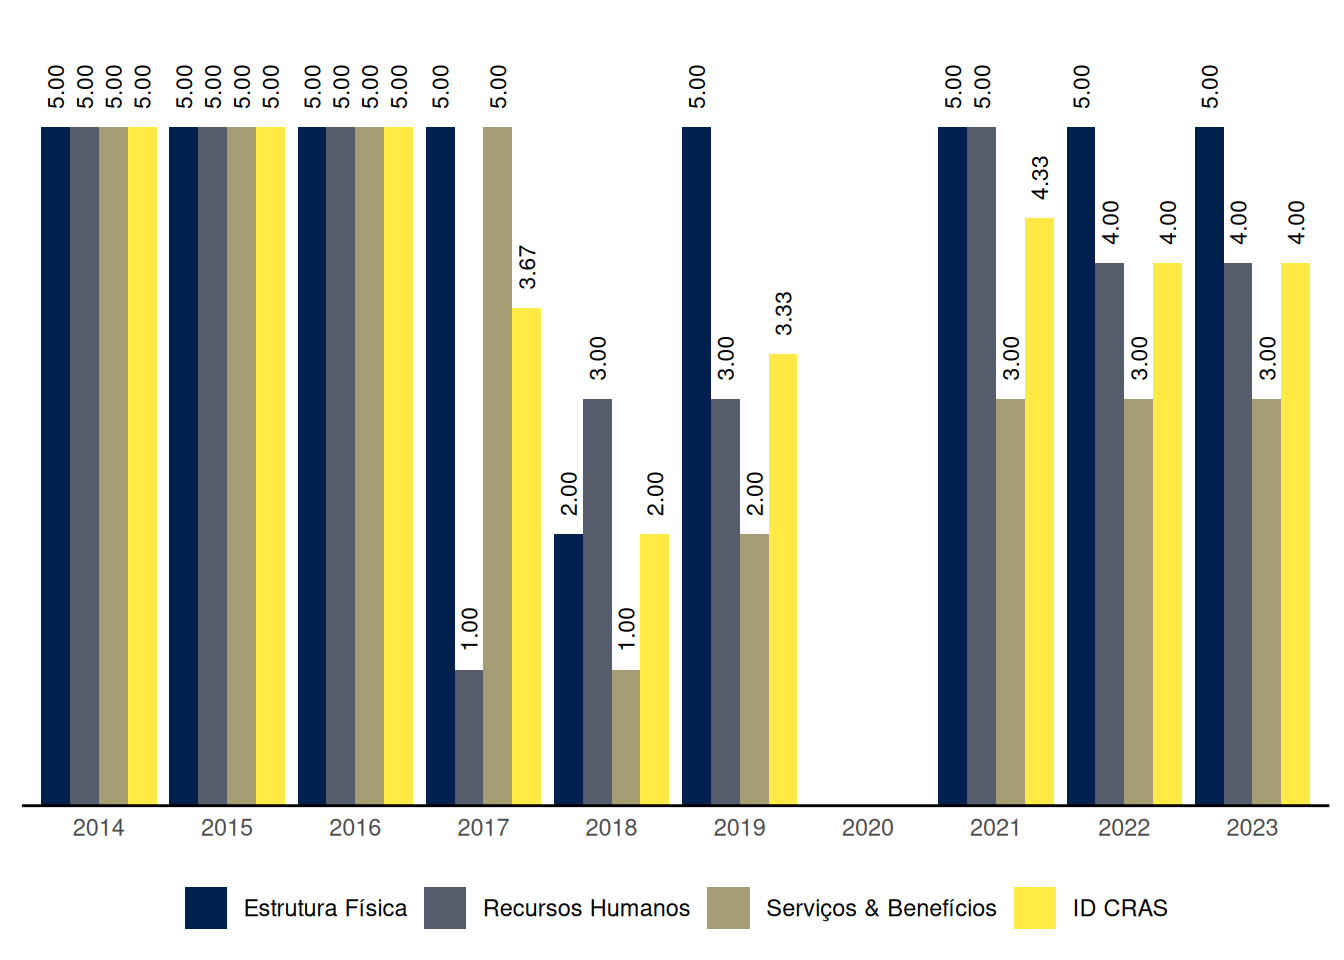 5.00 5.00 5.00 5.00 5.00 5.00 5.00 5.00 5.00 5.00 5.00 5.00 5.00 1.00 5.00 3.67 2.00 3.00 1.00 2.00 5.00 3.00 2.00 3.33 5.00 5.00 3.00 4.33 5.00 4.00 3.00 4.00 5.00 4.00 3.00 4.00
2014 2015 2016 2017 2018 2019 2020 2021 2022 2023
Estrutura Física Recursos Humanos Serviços & Benefícios ID CRAS